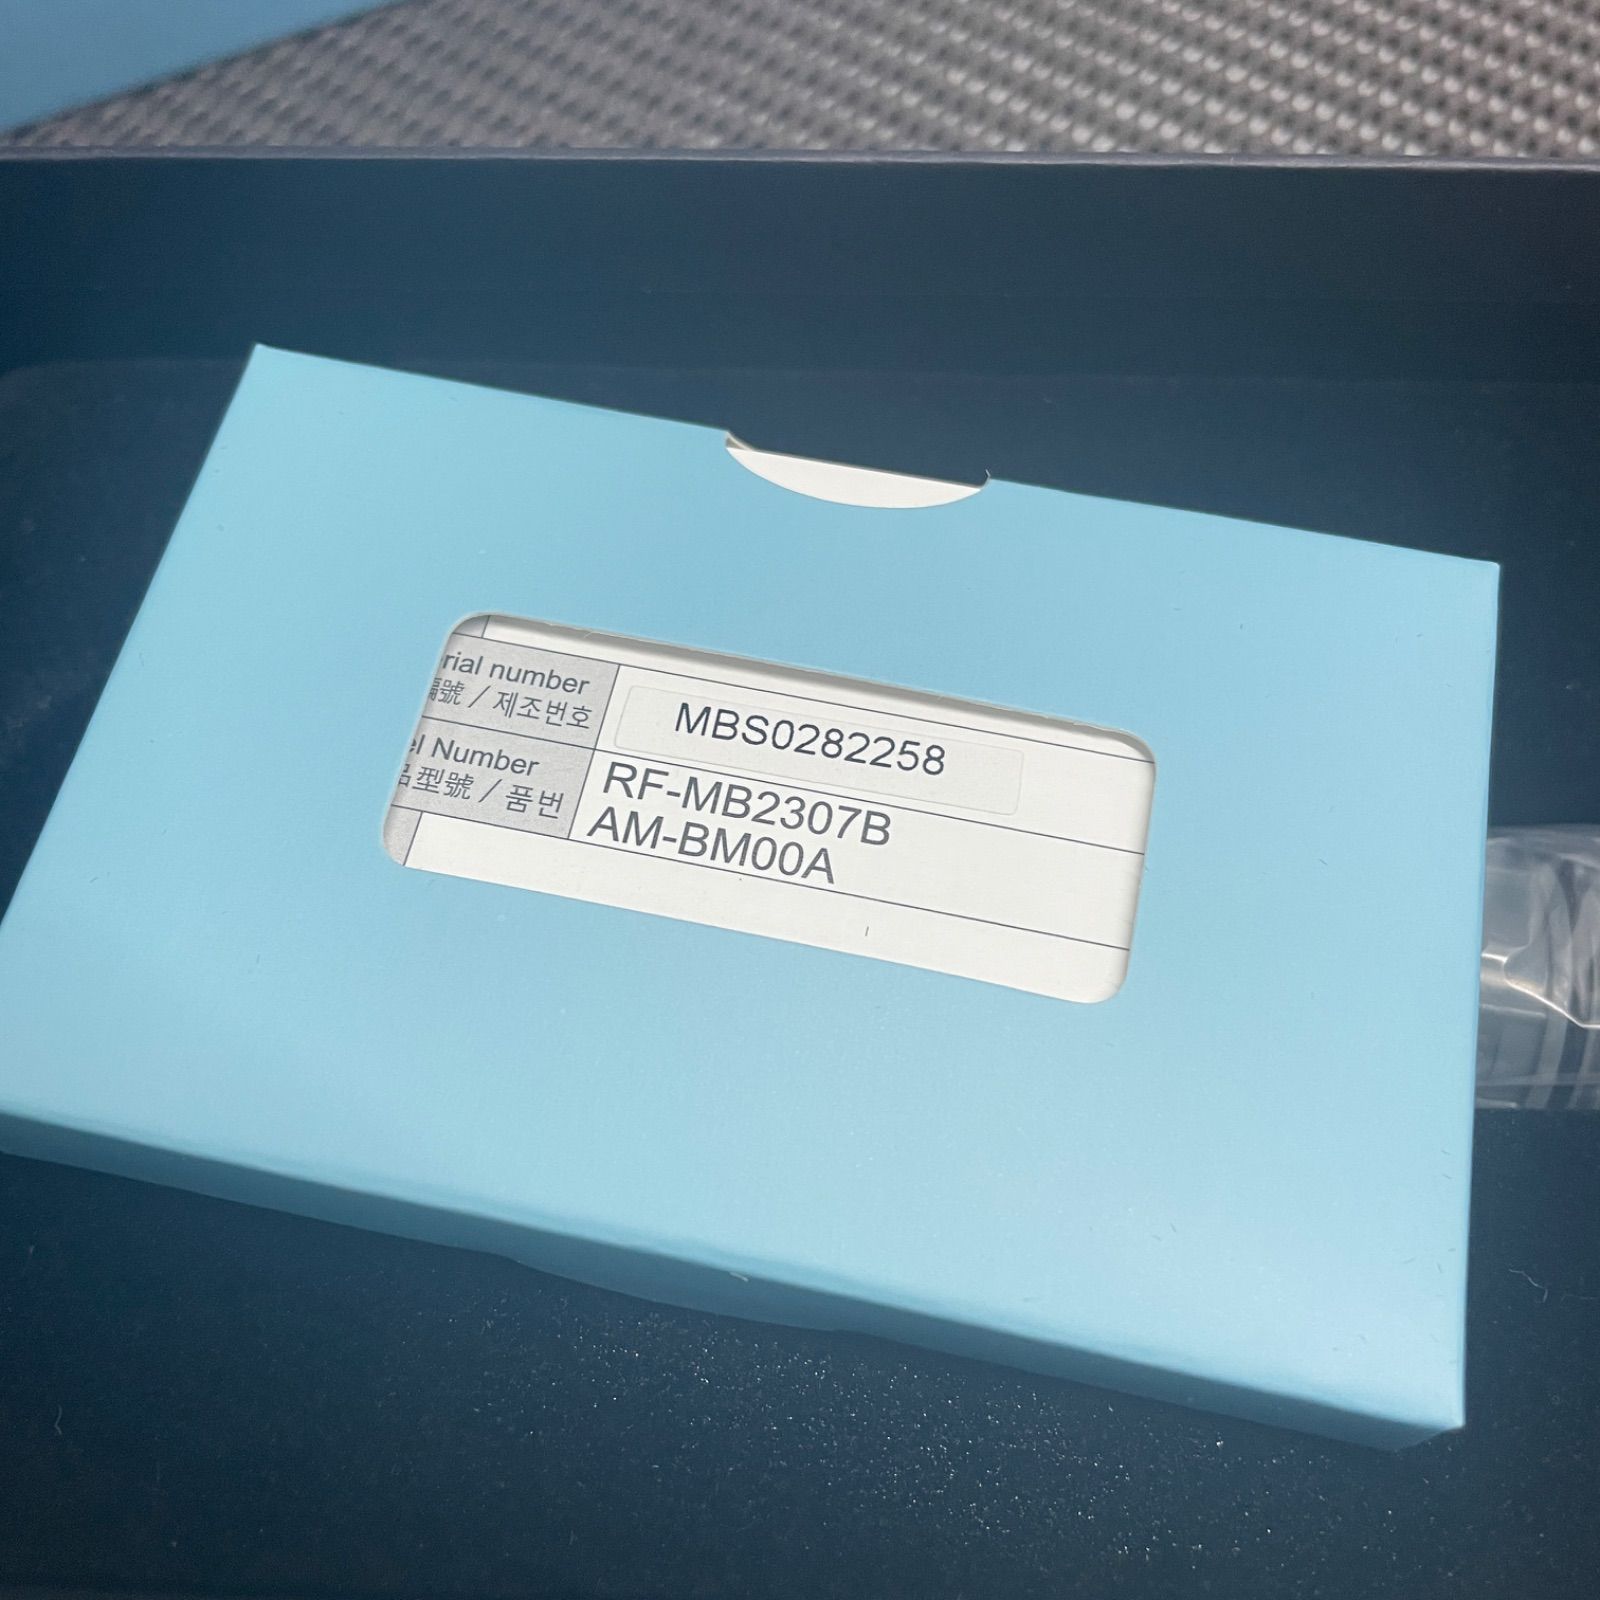 rial number
編號 / 제조번호
MBS0282258
el Number
品型號 / 품번
RF-MB2307B
AM-BM00A